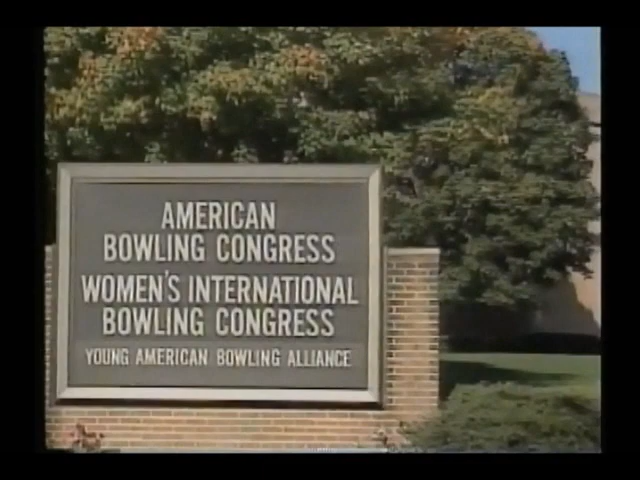 AMERICAN
BOWLING CONGRESS
WOMEN'S INTERNATIONAL
BOWLING CONGRESS
YOUNG AMERICAN BOWLING ALLIANCE